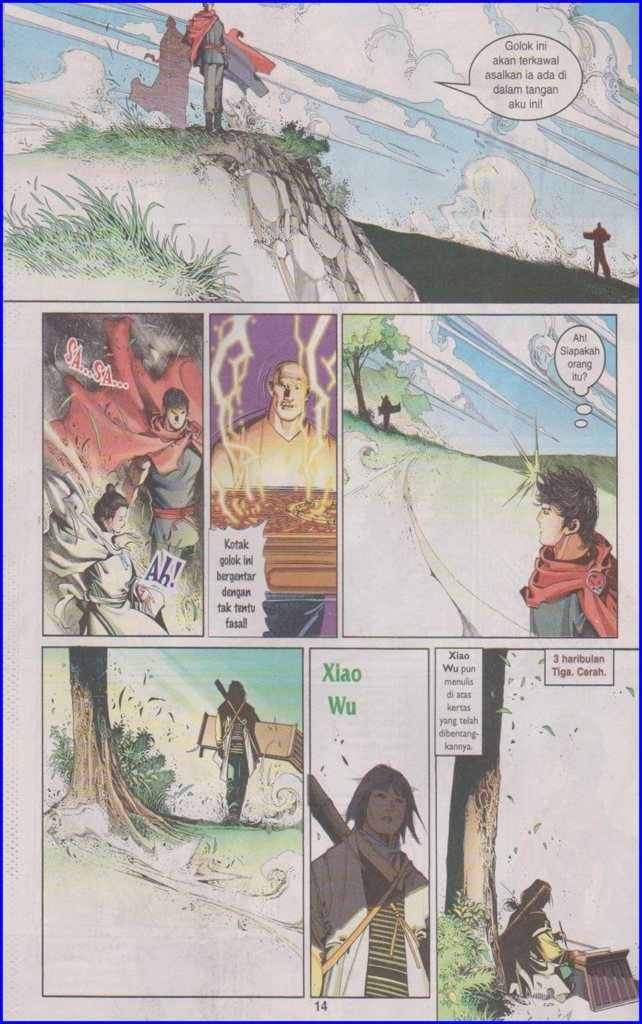 Golok ini
akan terkawal
asalkan ia ada di
dalam tangan
aku ini!
SA...SA...
Ah!
Kotak
golok ini
bergentar
dengan
tak tentu
fasal!
Ah!
Siapakah
orang
itu?
Xiao
Wu
Xiao
Wu pun
menulis
di atas
kertas
yang telah
dibentang-
kannya.
3 haribulan
Tiga. Cerah.
14